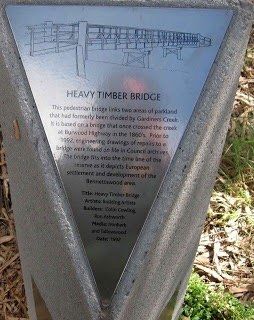 HEAVY TIMBER BRIDGE
This pedestrian bridge links two areas of parkland
that had formerly been divided by Gardiners Creek.
It is based on a bridge that once crossed the creek
at Burwood Highway in the 1860's. Prior to
1992, engineering drawings of repairs to a
bridge were found on file in Council archives.
The bridge fits into the time line of the
reserve as it depicts European
settlement and development of the
Bennettswood area.
Title: Heavy Timber Bridge
Artists: Building Artists
Builders: Colin Cowling,
Ron Ashworth
Media: Ironbark
and Tallowwood
Date: 1997